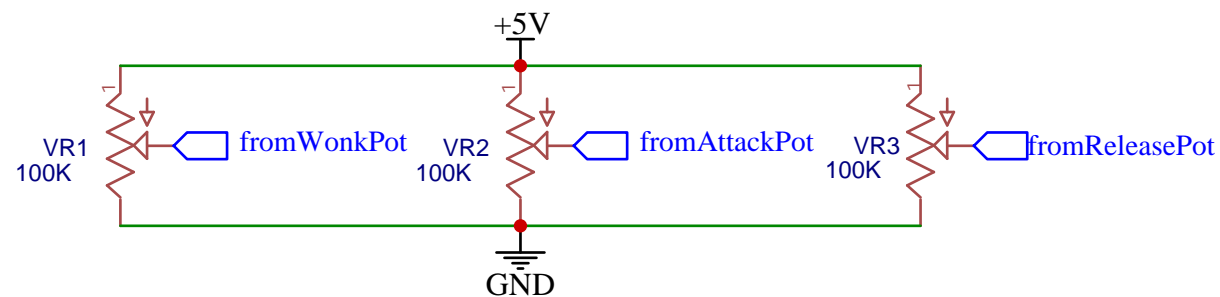 +5V
1
1
1
VR1
100K
fromWonkPot
VR2
100K
fromAttackPot
VR3
100K
fromReleasePot
GND